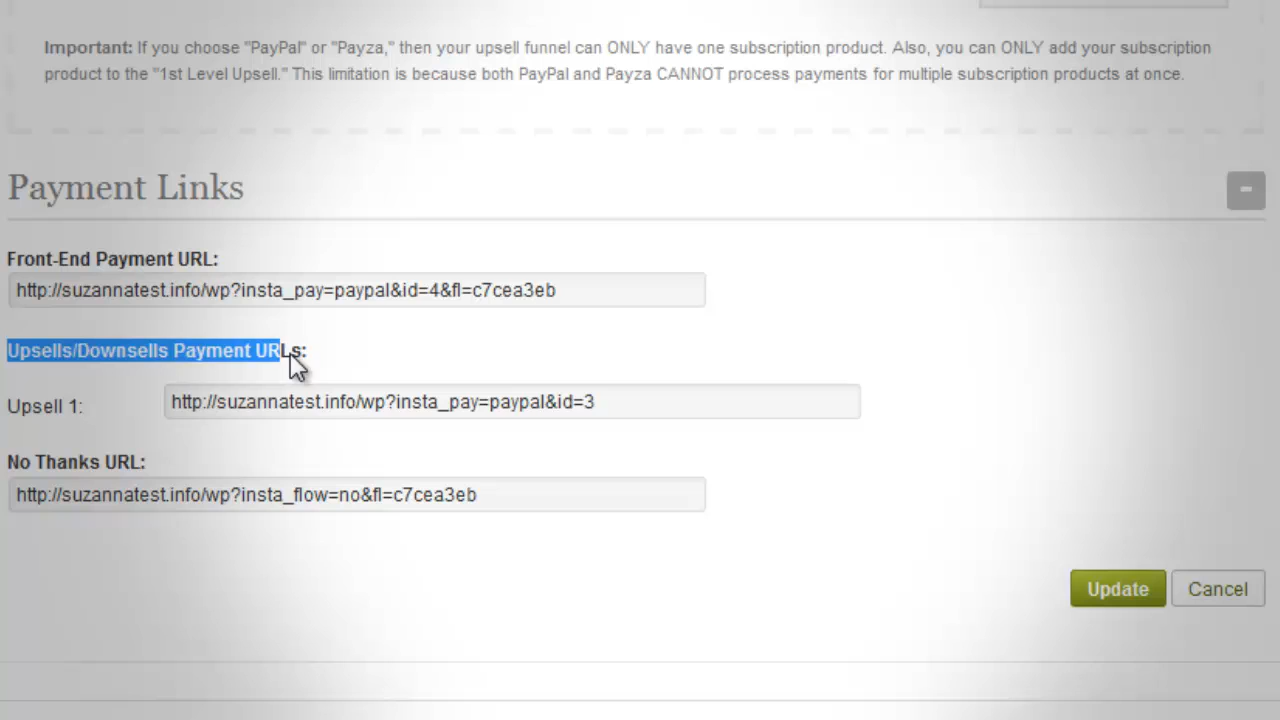 Important: If you choose "PayPal" or "Payza," then your upsell funnel can ONLY have one subscription product. Also, you can ONLY add your subscription
product to the "1st Level Upsell." This limitation is because both PayPal and Payza CANNOT process payments for multiple subscription products at once.
Payment Links
-
Front-End Payment URL:
http://suzannatest.info/wp?insta_pay=paypal&id=4&fl=c7cea3eb
Upsells/Downsells Payment URLs:
Upsell 1:
http://suzannatest.info/wp?insta_pay=paypal&id=3
No Thanks URL:
http://suzannatest.info/wp?insta_flow=no&fl=c7cea3eb
Update
Cancel